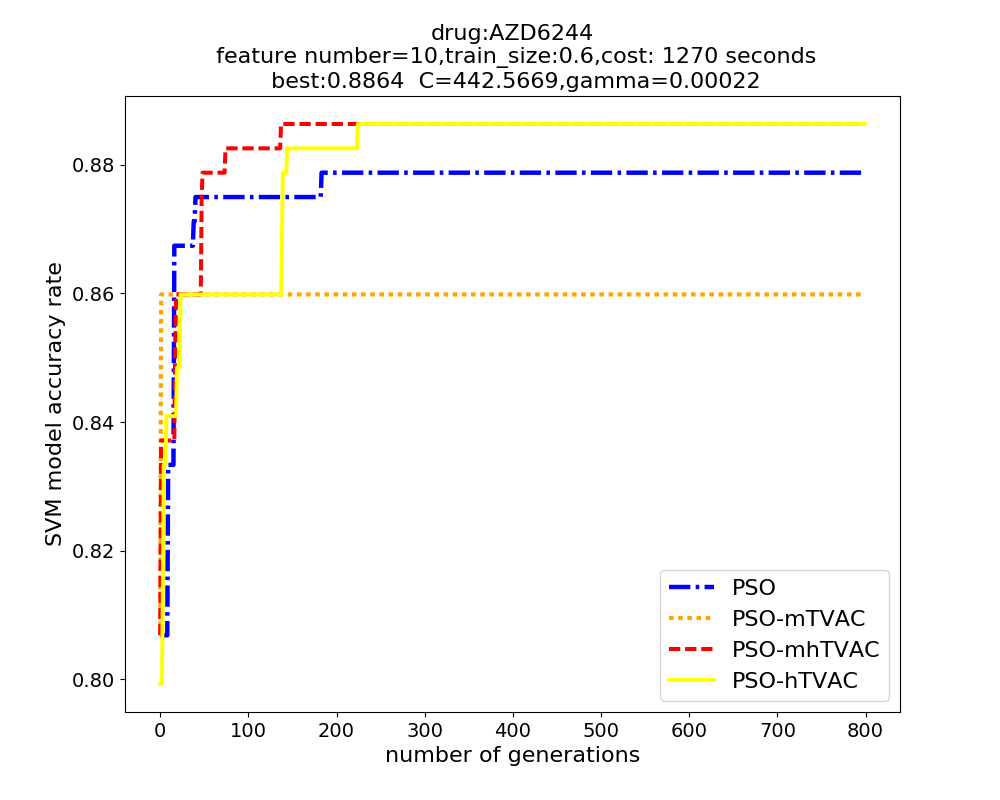 drug:AZD6244
feature number=10,train_size:0.6,cost: 1270 seconds
best:0.8864  C=442.5669,gamma=0.00022
SVM model accuracy rate
0.88
0.86
0.84
0.82
0.80
PSO
PSO-mTVAC
PSO-mhTVAC
PSO-hTVAC
0 100 200 300 400 500 600 700 800
number of generations